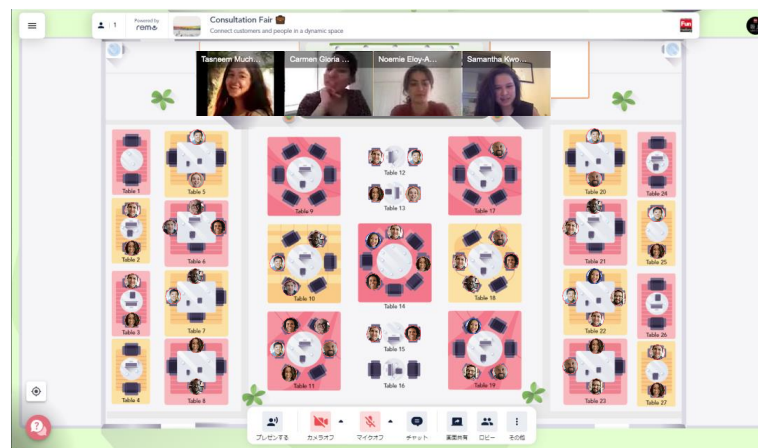 1
Powered by
remo
Consultation Fair
Connect customers and people in a dynamic space
Fun
Tasneem Much...
Carmen Gloria ...
Noemie Eloy-A...
Samantha Kwo...
Table 1
Table 5
Table 9
Table 12
Table 13
Table 17
Table 20
Table 24
Table 2
Table 6
Table 10
Table 14
Table 18
Table 21
Table 25
Table 3
Table 7
Table 15
Table 22
Table 26
Table 4
Table 8
Table 11
Table 16
Table 19
Table 23
Table 27
プレゼンする
カメラオフ
マイクオフ
チャット
画面共有
ロビー
その他